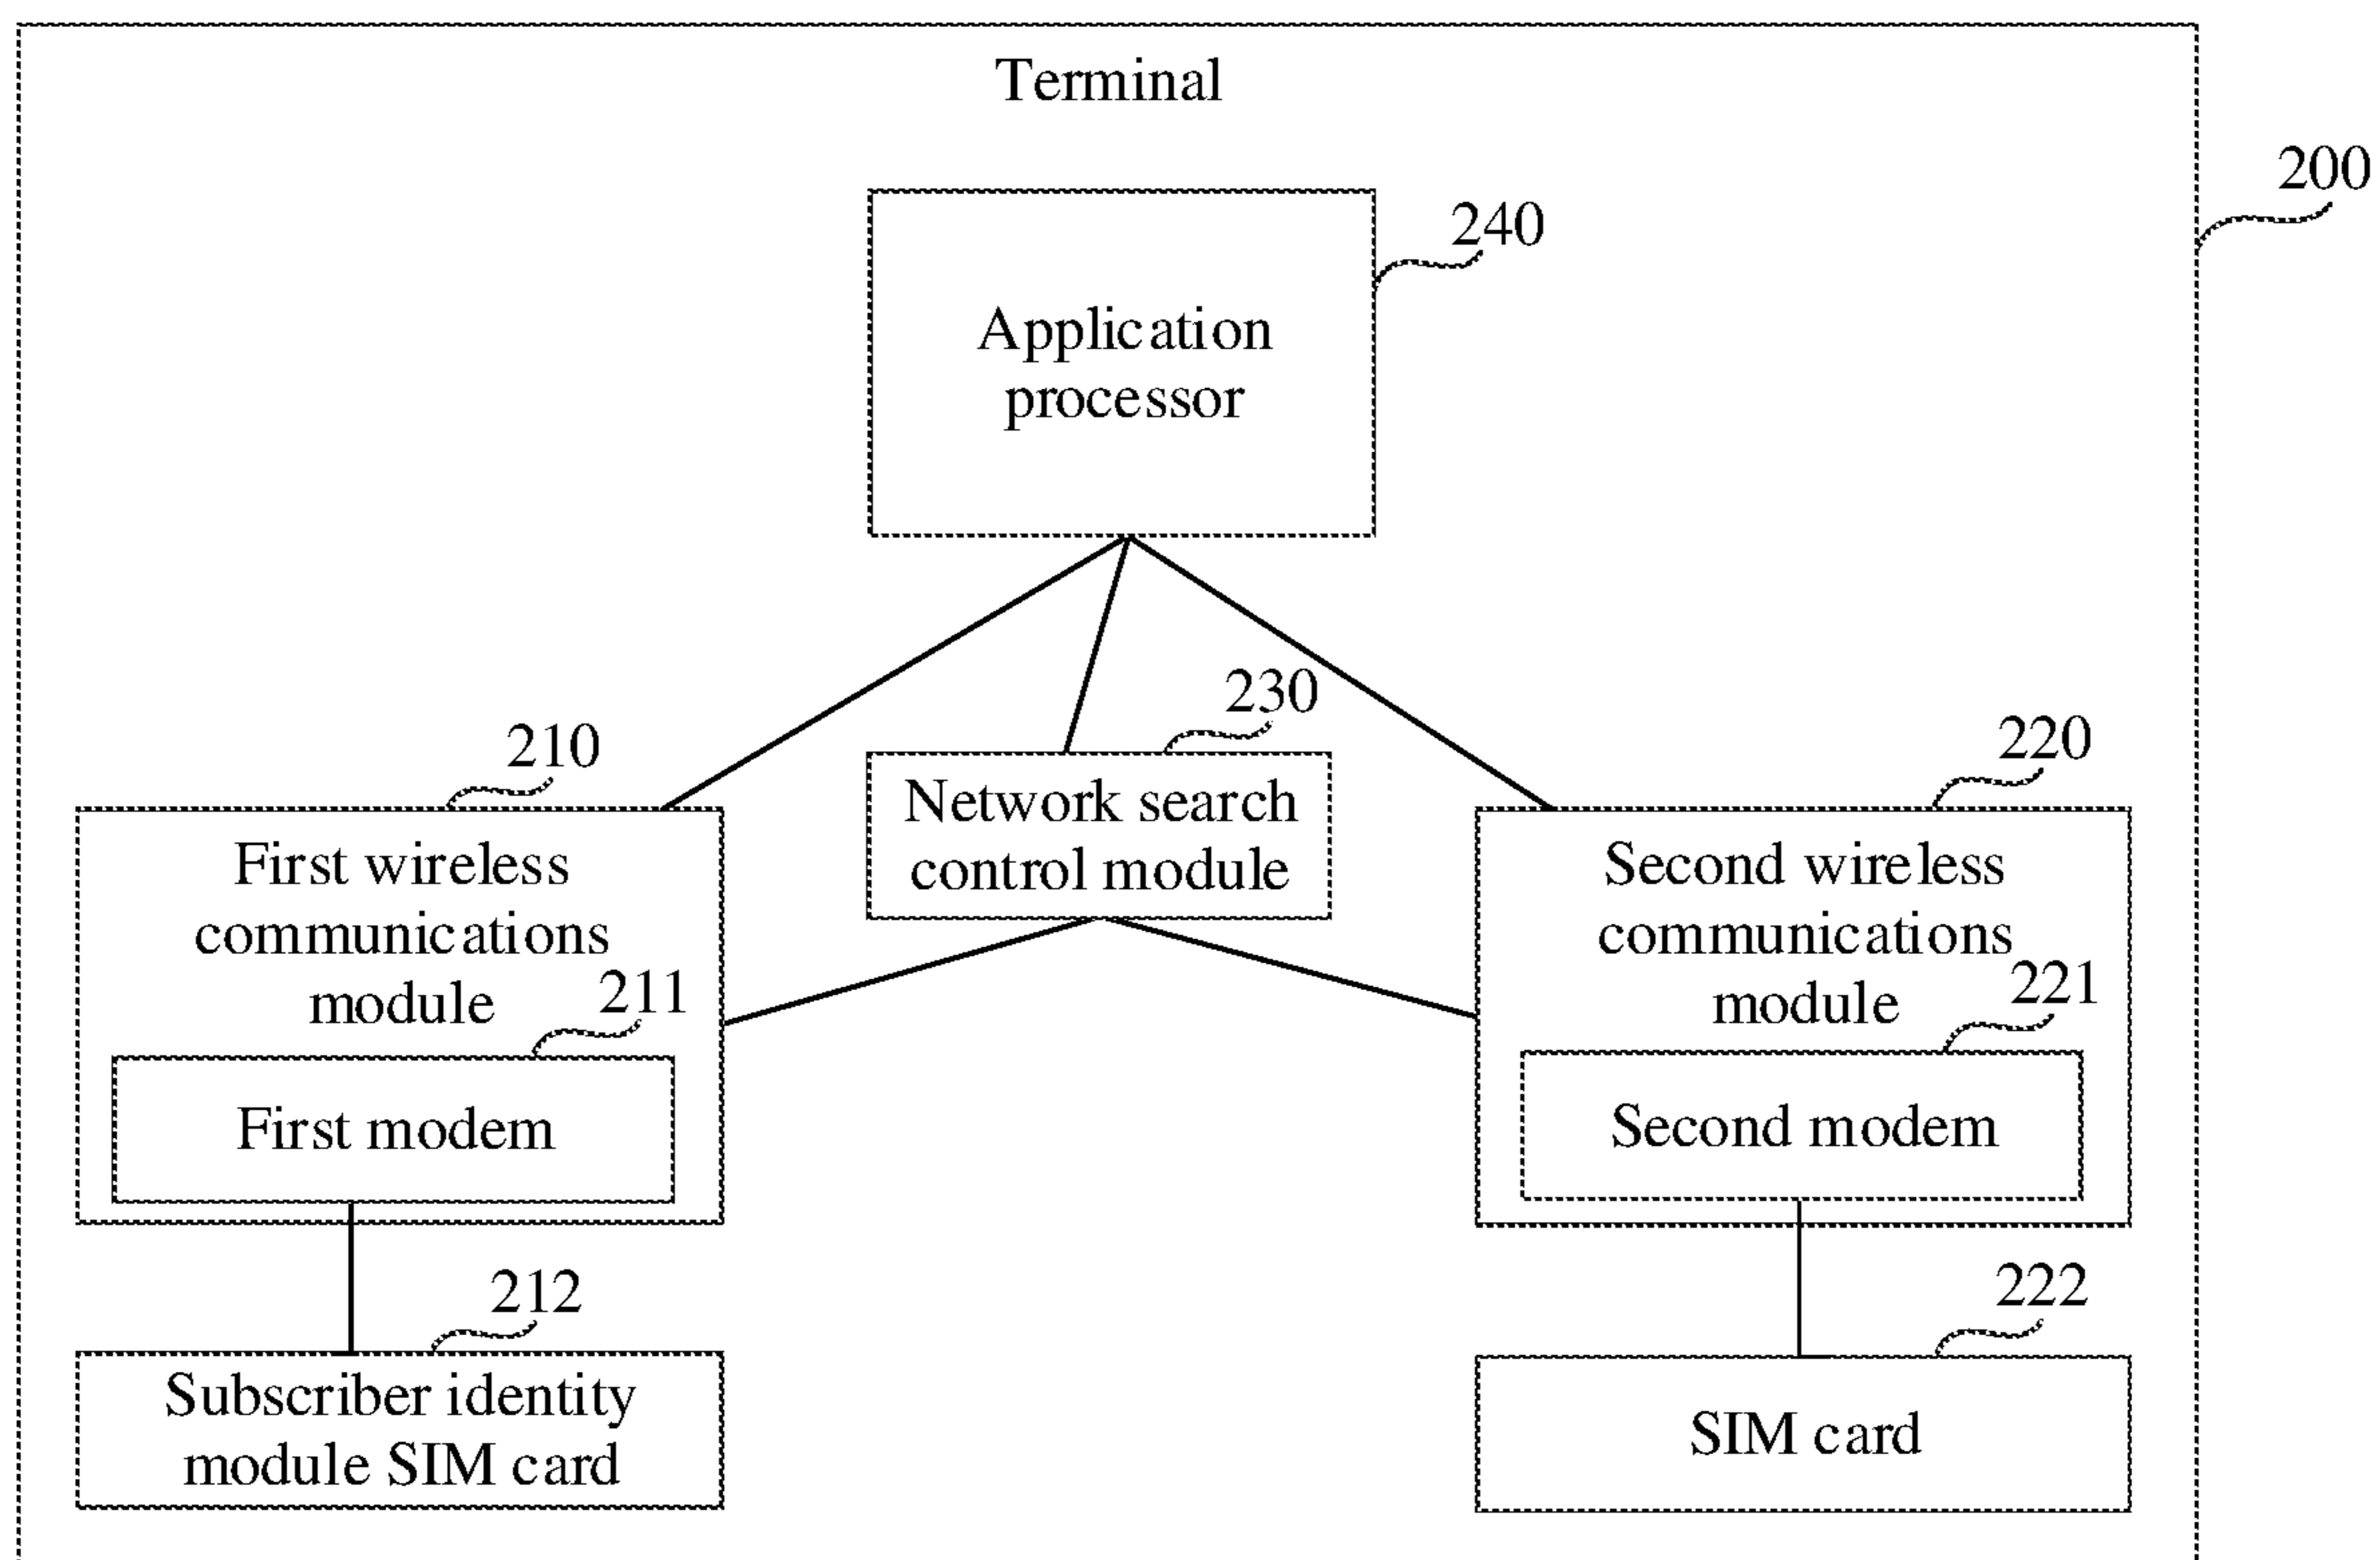 Terminal
200
240
Application
processor
230
210
220
Network search
control module
First wireless
communications
module
211
Second wireless
communications
module
221
First modem
Second modem
212
222
Subscriber identity
module SIM card
SIM card